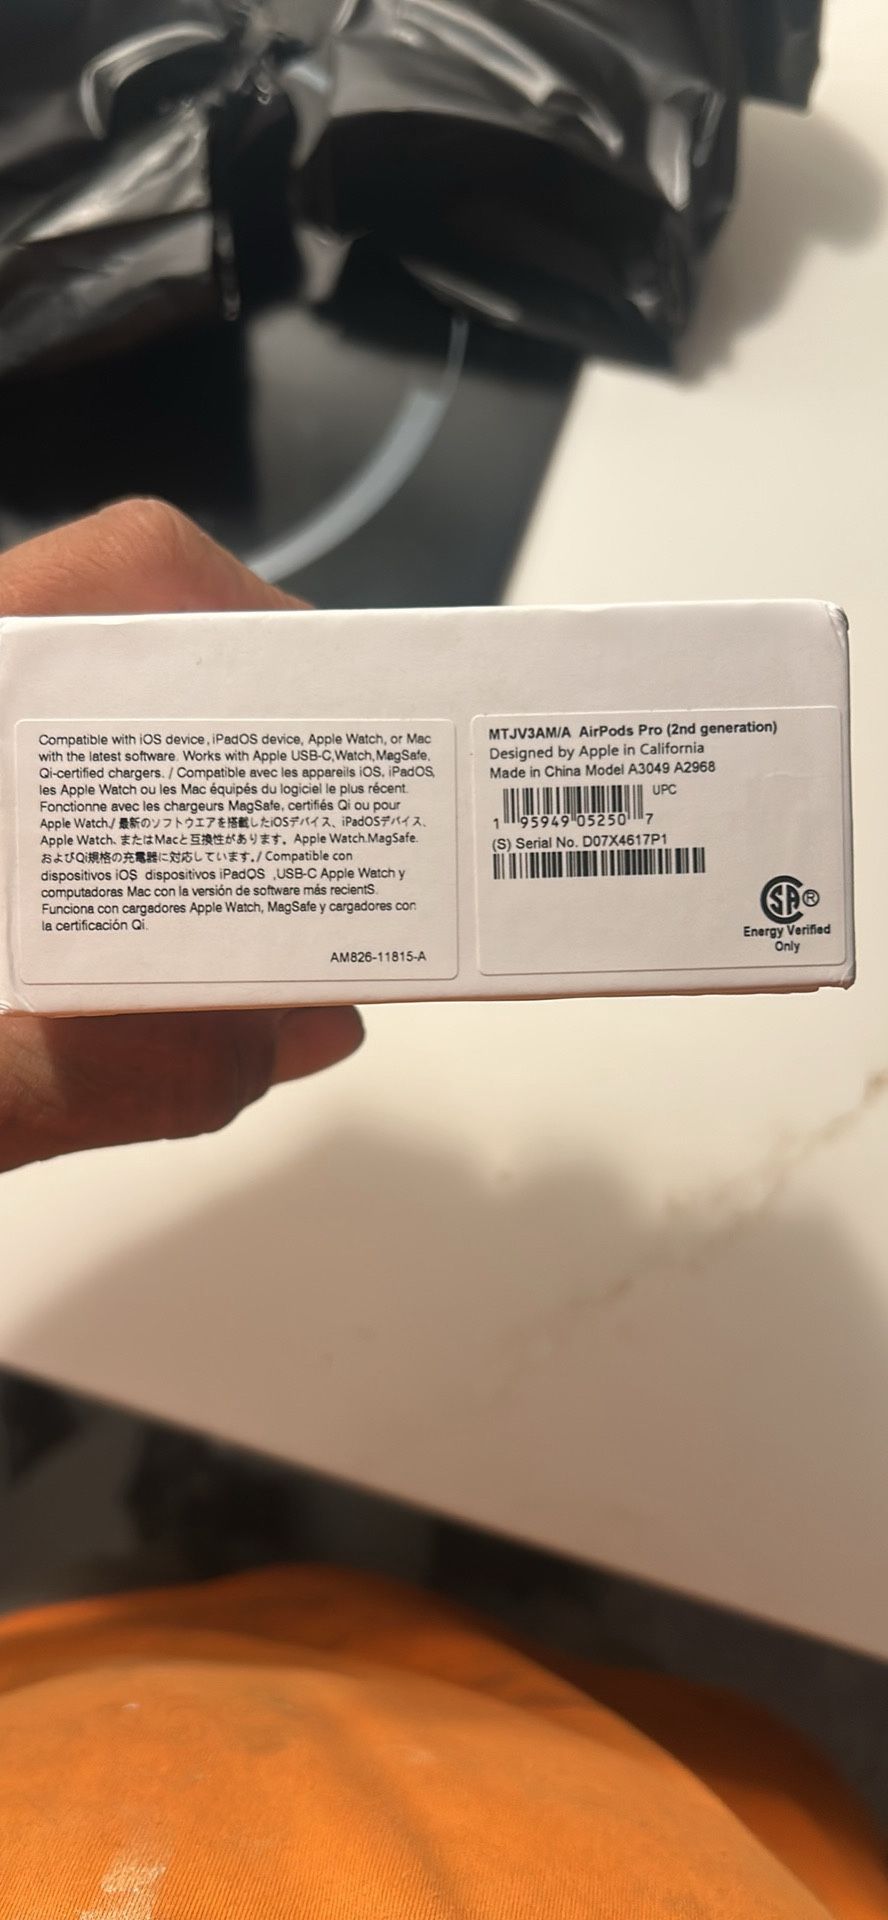 Compatible with iOS device, iPadOS device, Apple Watch, or Mac
with the latest software. Works with Apple USB-C,Watch,MagSafe,
Qi-certified chargers. / Compatible avec les appareils iOS, iPadOS,
les Apple Watch ou les Mac équipés du logiciel le plus récent.
Fonctionne avec les chargeurs MagSafe, certifiés Qi ou pour
Apple Watch./ 最新のソフトウエアを搭載したiOSデバイス、iPadOSデバイス、
Apple Watch、またはMacと互換性があります。Apple Watch.MagSafe.
およびQi規格の充電器に対応しています。/ Compatible con
dispositivos iOS dispositivos iPadOS ,USB-C Apple Watch y
computadoras Mac con la versión de software más recientS.
Funciona con cargadores Apple Watch, MagSafe y cargadores con
la certificación Qi.
AM826-11815-A
MTJV3AM/A AirPods Pro (2nd generation)
Designed by Apple in California
Made in China Model A3049 A2968
UPC
1 95949 05250 7
(S) Serial No. D07X4617P1
SA ®
Energy Verified
Only